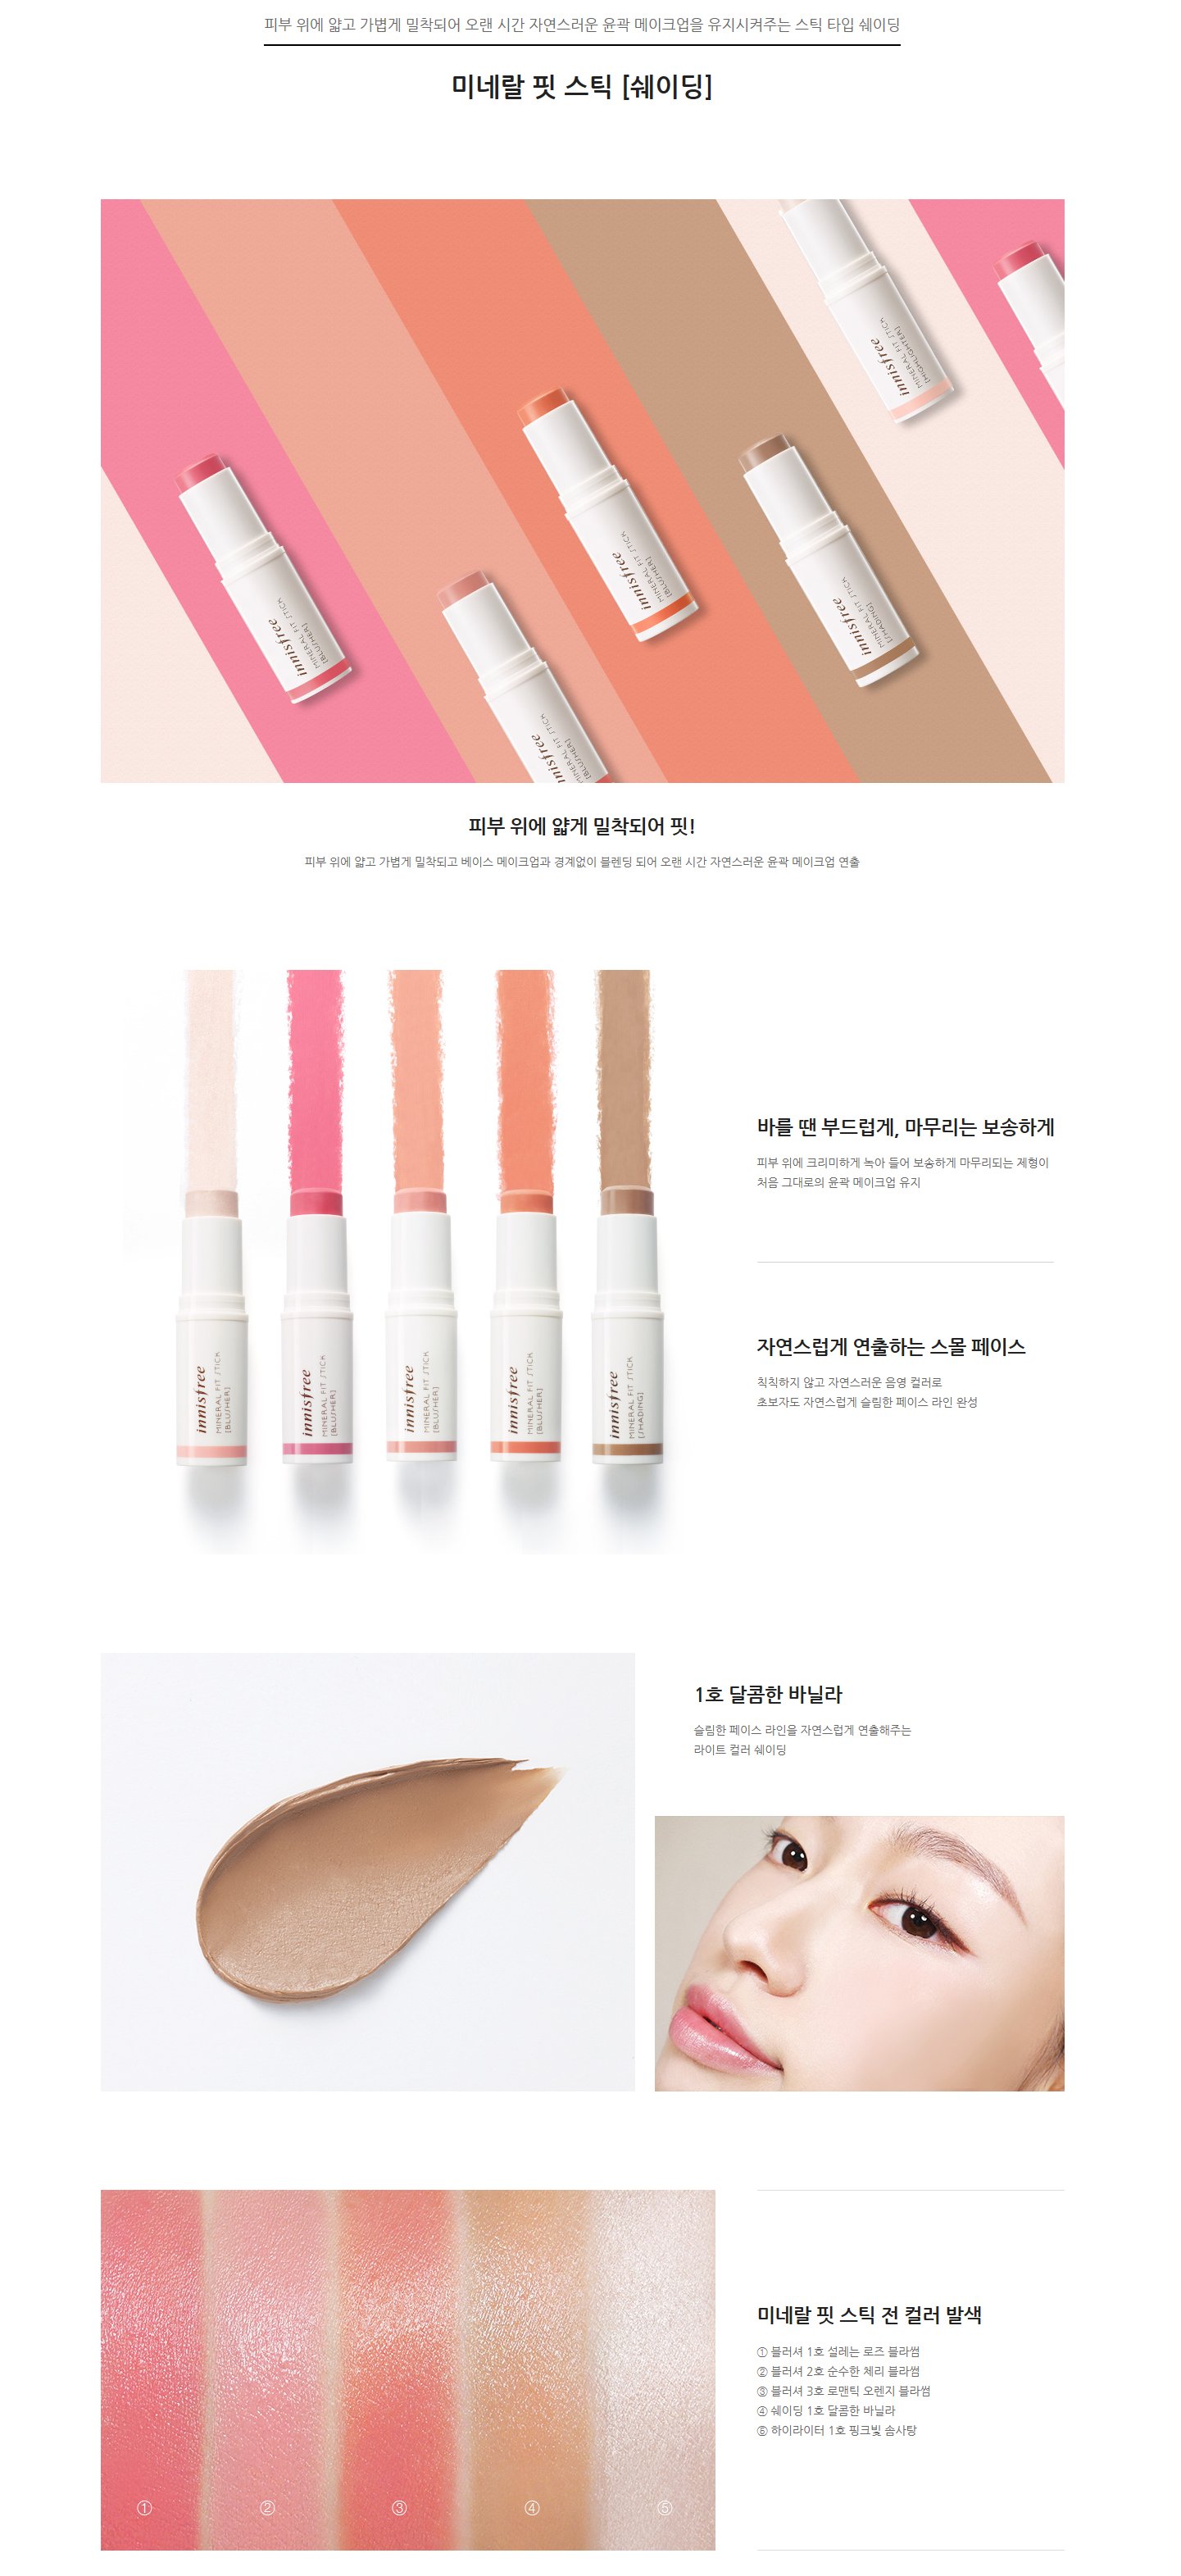 피부 위에 얇고 가볍게 밀착되어 오랜 시간 자연스러운 윤곽 메이크업을 유지시켜주는 스틱 타입 쉐이딩
미네랄 핏 스틱 [쉐이딩]
innisfree
MINERAL FIT STICK
[HIGHLIGHTER]
innisfree
MINERAL FIT STICK
[BLUSHER]
innisfree
MINERAL FIT STICK
[SHADING]
innisfree
MINERAL FIT STICK
[BLUSHER]
innisfree
MINERAL FIT STICK
[BLUSHER]
피부 위에 얇게 밀착되어 핏!
피부 위에 얇고 가볍게 밀착되고 베이스 메이크업과 경계없이 블렌딩 되어 오랜 시간 자연스러운 윤곽 메이크업 연출
바를 땐 부드럽게, 마무리는 보송하게
피부 위에 크리미하게 녹아 들어 보송하게 마무리되는 제형이
처음 그대로의 윤곽 메이크업 유지
자연스럽게 연출하는 스몰 페이스
칙칙하지 않고 자연스러운 음영 컬러로
초보자도 자연스럽게 슬림한 페이스 라인 완성
innisfree
MINERAL FIT STICK
[BLUSHER]
innisfree
MINERAL FIT STICK
[BLUSHER]
innisfree
MINERAL FIT STICK
[BLUSHER]
innisfree
MINERAL FIT STICK
[BLUSHER]
innisfree
MINERAL FIT STICK
[SHADING]
1호 달콤한 바닐라
슬림한 페이스 라인을 자연스럽게 연출해주는
라이트 컬러 쉐이딩
미네랄 핏 스틱 전 컬러 발색
① 블러셔 1호 설레는 로즈 블라썸
② 블러셔 2호 순수한 체리 블라썸
③ 블러셔 3호 로맨틱 오렌지 블라썸
④ 쉐이딩 1호 달콤한 바닐라
⑤ 하이라이터 1호 핑크빛 솜사탕
① ② ③ ④ ⑤